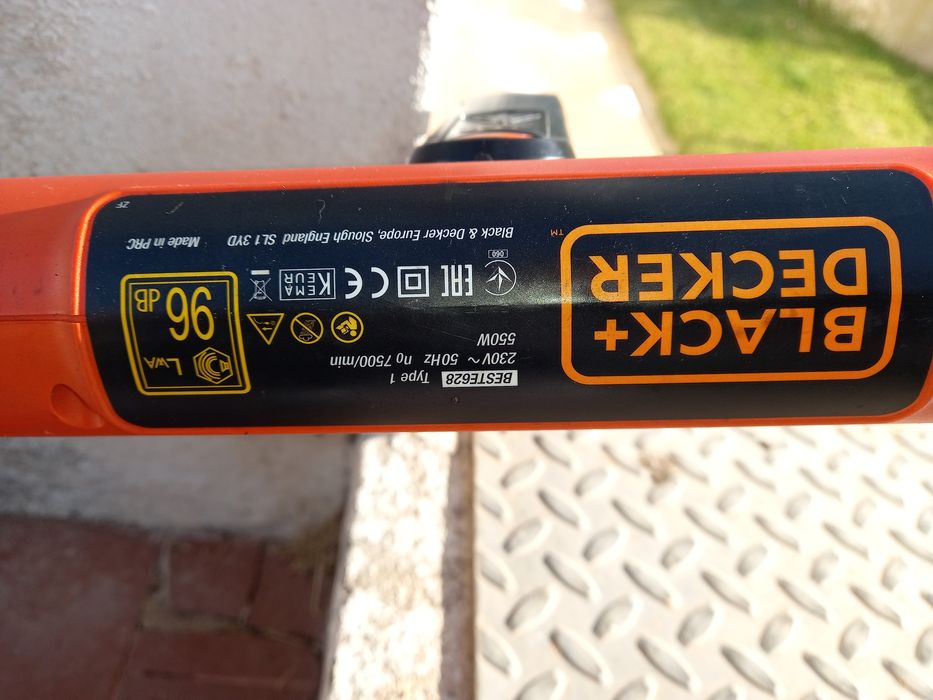 BLACK+
DECKER
™
BESTE628 Type 1
230V ~ 50Hz n0 7500/min
550W
EAC
CE
KEMA
KEUR
Black & Decker Europe, Slough England SL1 3YD Made in PRC
LWA
96
dB
ZF